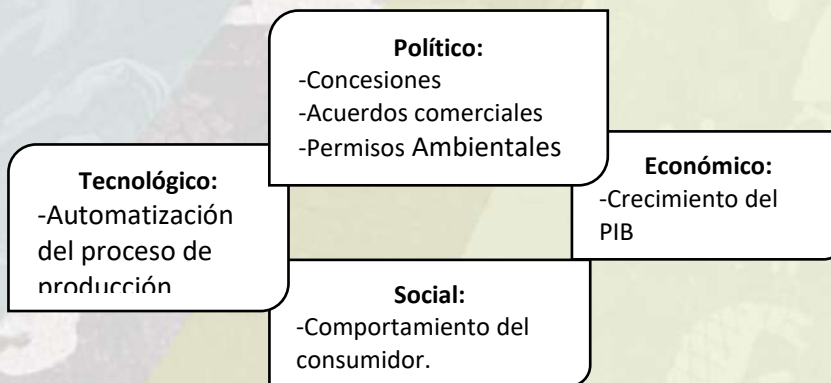 Político:
-Concesiones
-Acuerdos comerciales
-Permisos Ambientales
Tecnológico:
-Automatización
del proceso de
producción
Económico:
-Crecimiento del
PIB
Social:
-Comportamiento del
consumidor.